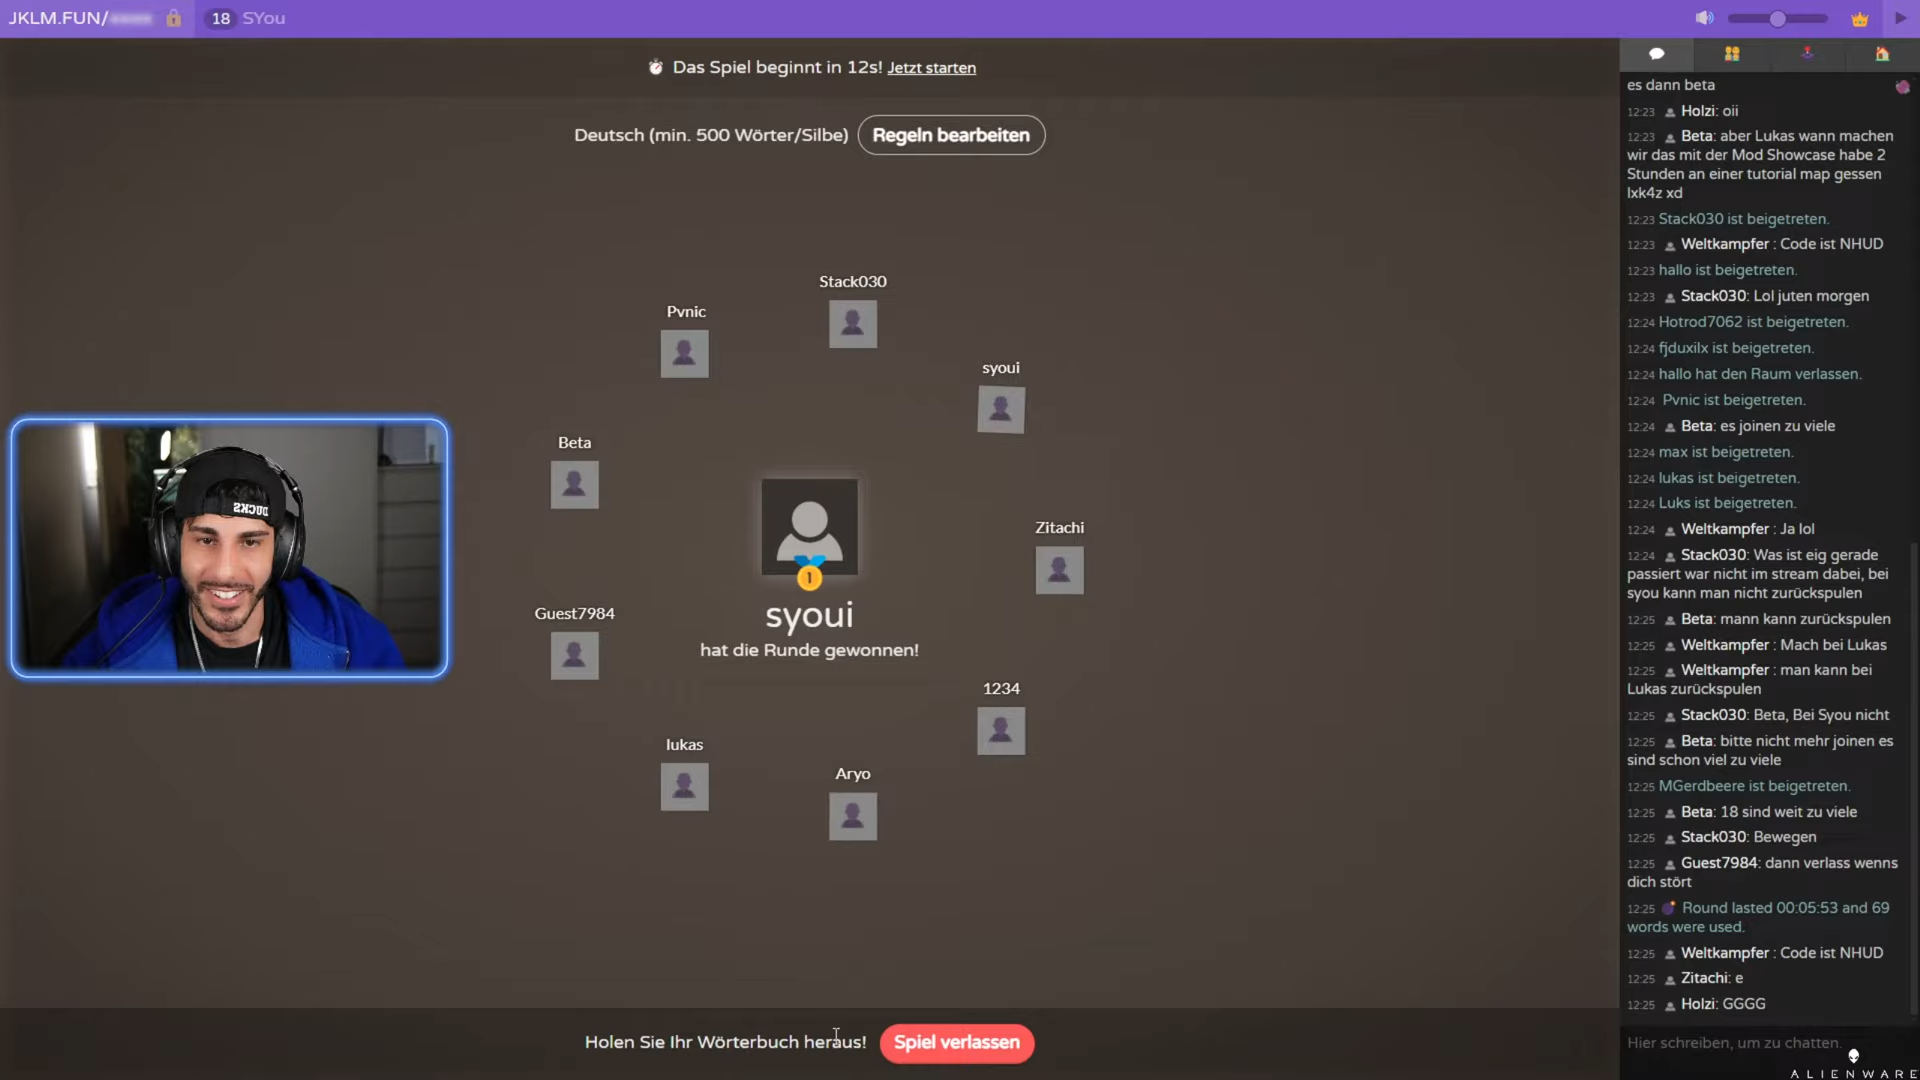 JKLM.FUN/
18 SYou
Das Spiel beginnt in 12s! Jetzt starten
Deutsch (min. 500 Wörter/Silbe) Regeln bearbeiten
Stack030
Pvnic
syoui
Beta
Zitachi
DUCKS
1
syoui
hat die Runde gewonnen!
Guest7984
1234
lukas
Aryo
Holen Sie Ihr Wörterbuch heraus! Spiel verlassen
es dann beta
12:23 Holzi: oii
12:23 Beta: aber Lukas wann machen
wir das mit der Mod Showcase habe 2
Stunden an einer tutorial map gessen
lxk4z xd
12:23 Stack030 ist beigetreten.
12:23 Weltkampfer : Code ist NHUD
12:23 hallo ist beigetreten.
12:23 Stack030: Lol juten morgen
12:24 Hotrod7062 ist beigetreten.
12:24 fjduxilx ist beigetreten.
12:24 hallo hat den Raum verlassen.
12:24 Pvnic ist beigetreten.
12:24 Beta: es joinen zu viele
12:24 max ist beigetreten.
12:24 lukas ist beigetreten.
12:24 Luks ist beigetreten.
12:24 Weltkampfer : Ja lol
12:24 Stack030: Was ist eig gerade
passiert war nicht im stream dabei, bei
syou kann man nicht zurückspulen
12:25 Beta: mann kann zurückspulen
12:25 Weltkampfer : Mach bei Lukas
12:25 Weltkampfer : man kann bei
Lukas zurückspulen
12:25 Stack030: Beta, Bei Syou nicht
12:25 Beta: bitte nicht mehr joinen es
sind schon viel zu viele
12:25 MGerdbeere ist beigetreten.
12:25 Beta: 18 sind weit zu viele
12:25 Stack030: Bewegen
12:25 Guest7984: dann verlass wenns
dich stört
12:25 Round lasted 00:05:53 and 69
words were used.
12:25 Weltkampfer : Code ist NHUD
12:25 Zitachi: e
12:25 Holzi: GGGG
Hier schreiben, um zu chatten.
ALIENWARE